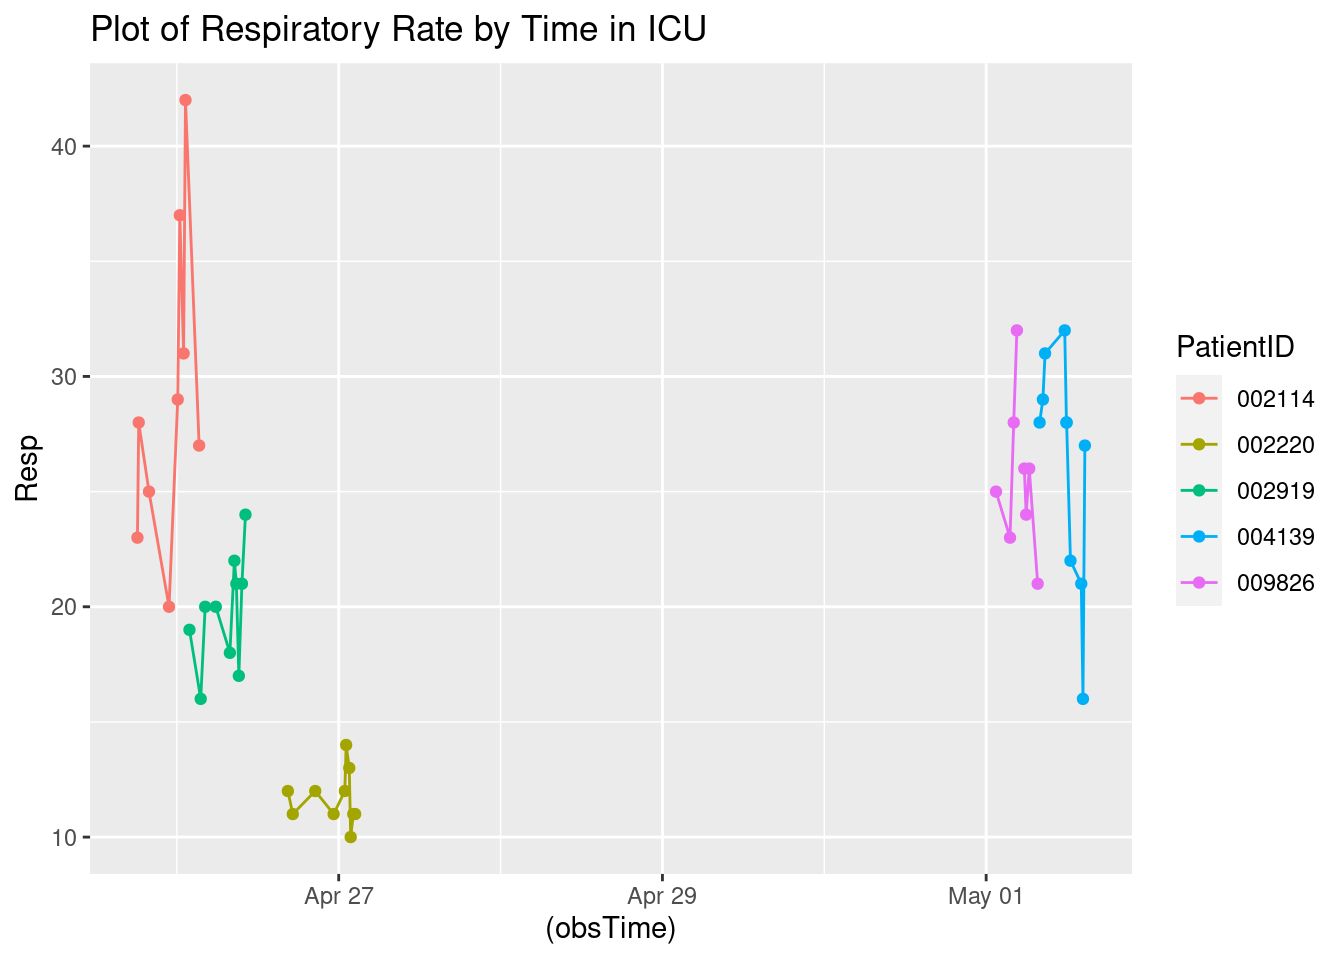 Plot of Respiratory Rate by Time in ICU
40
30
20
10
Resp
Apr 27
Apr 29
May 01
(obsTime)
PatientID
002114
002220
002919
004139
009826